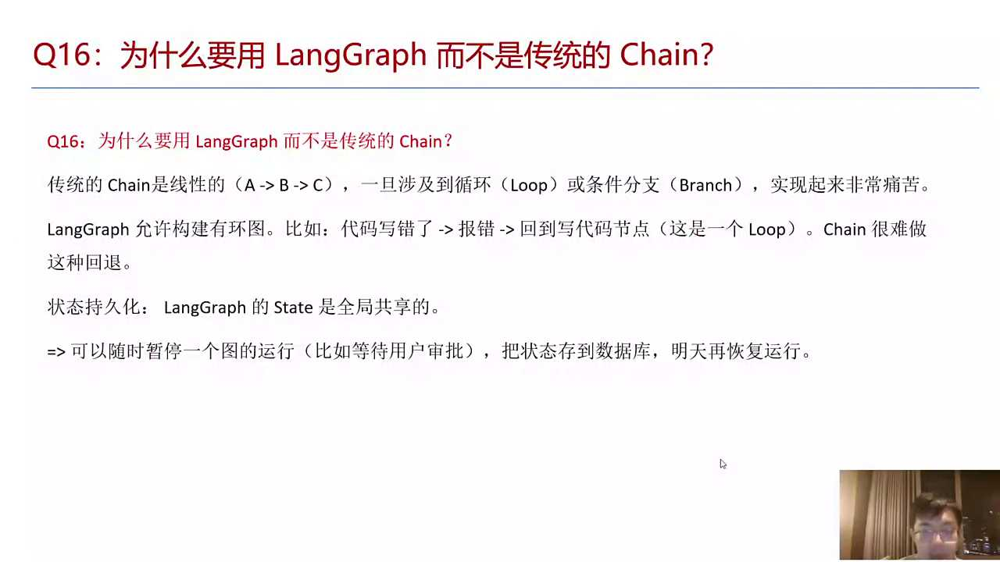 Q16：为什么要用 LangGraph 而不是传统的 Chain？
Q16：为什么要用 LangGraph 而不是传统的 Chain？
传统的 Chain是线性的（A -> B -> C），一旦涉及到循环（Loop）或条件分支（Branch），实现起来非常痛苦。
LangGraph 允许构建有环图。比如：代码写错了 -> 报错 -> 回到写代码节点（这是一个 Loop）。Chain 很难做
这种回退。
状态持久化： LangGraph 的 State 是全局共享的。
=> 可以随时暂停一个图的运行（比如等待用户审批），把状态存到数据库，明天再恢复运行。